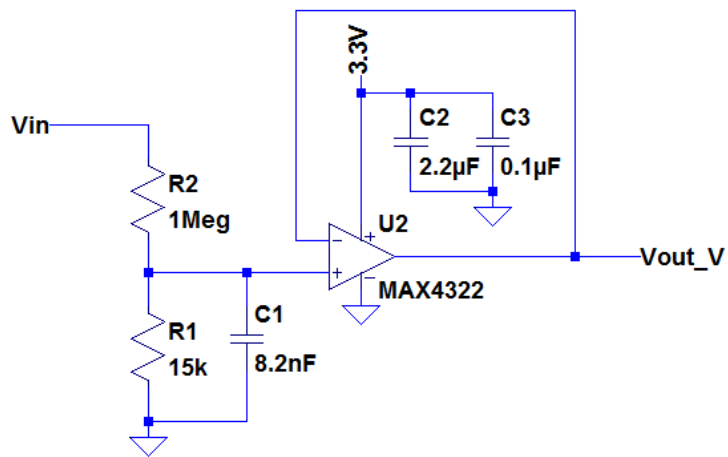 3.3V
Vin
C2
C3
2.2µF
0.1µF
R2
1Meg
U2
−
+
+
−
Vout_V
MAX4322
R1
15k
C1
8.2nF